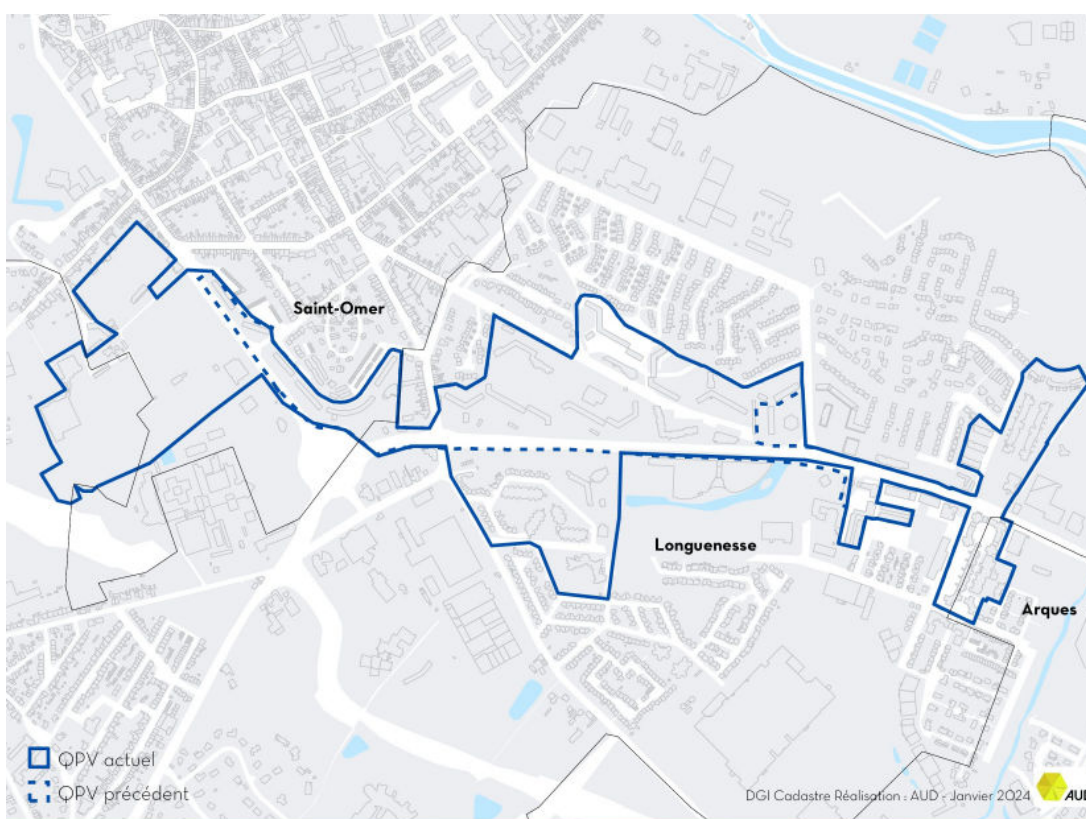 Saint-Omer
Longuenesse
Arques
QPV actuel
QPV précédent
DGI Cadastre Réalisation : AUD - Janvier 2024
AUD